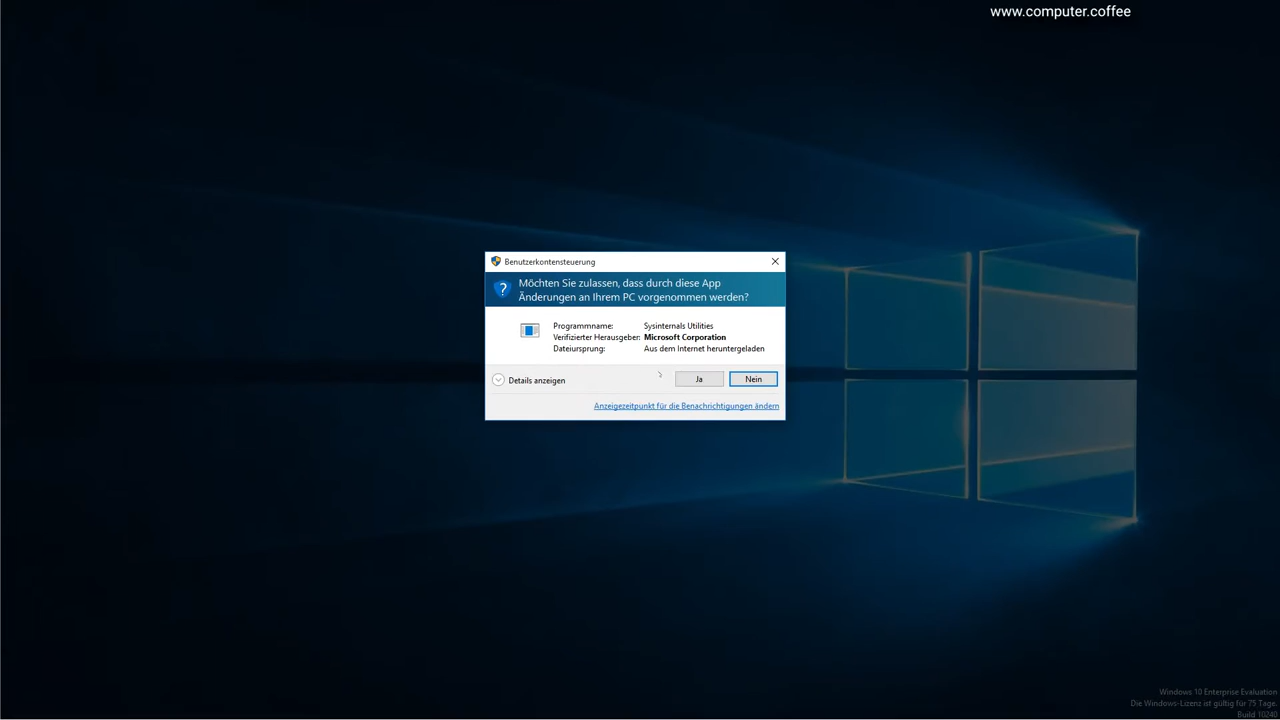 www.computer.coffee
Benutzerkontensteuerung
Möchten Sie zulassen, dass durch diese App
Änderungen an Ihrem PC vorgenommen werden?
Programmname: Sysinternals Utilities
Verifizierter Herausgeber: Microsoft Corporation
Dateiursprung: Aus dem Internet heruntergeladen
Details anzeigen
Ja
Nein
Anzeigezeitpunkt für die Benachrichtigungen ändern
Windows 10 Enterprise Evaluation
Die Windows-Lizenz ist gültig für 75 Tage.
Build 10240